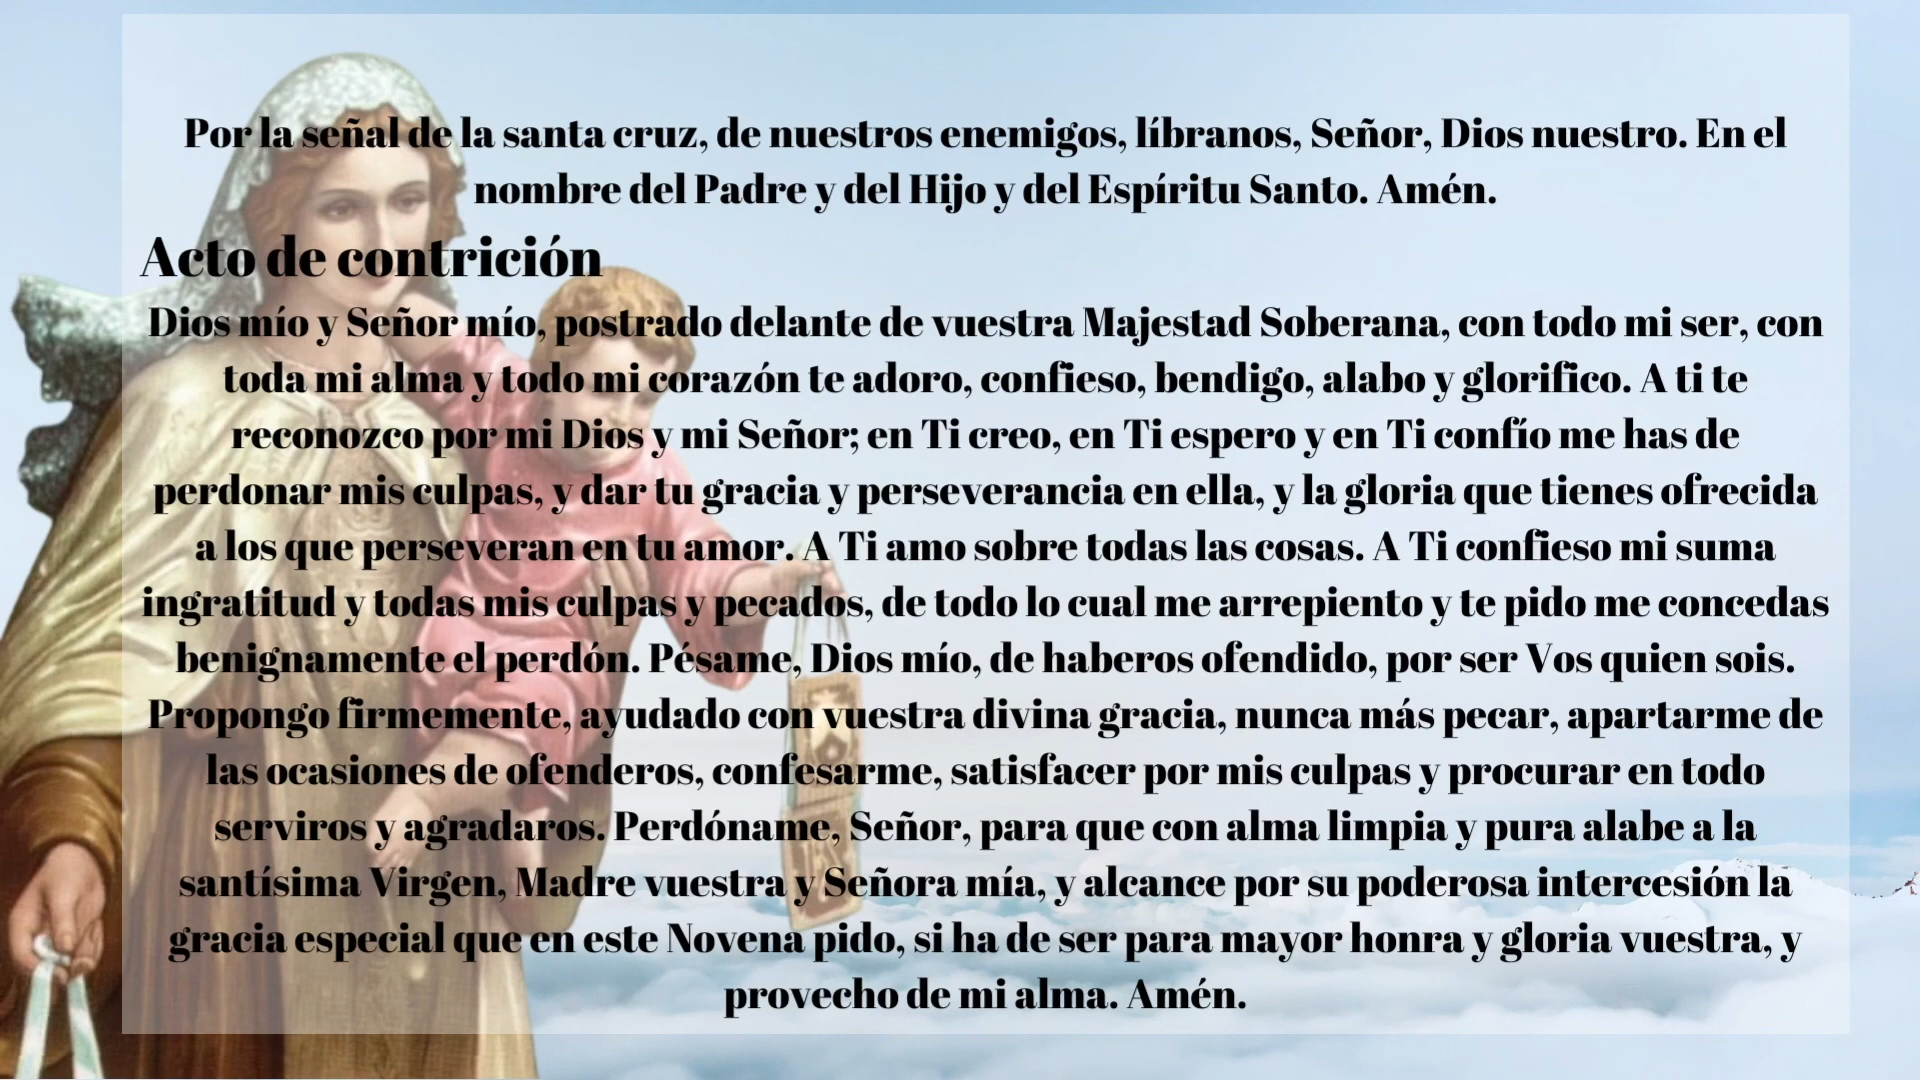 Por la señal de la santa cruz, de nuestros enemigos, líbranos, Señor, Dios nuestro. En el
nombre del Padre y del Hijo y del Espíritu Santo. Amén.
Acto de contrición
Dios mío y Señor mío, postrado delante de vuestra Majestad Soberana, con todo mi ser, con
toda mi alma y todo mi corazón te adoro, confieso, bendigo, alabo y glorifico. A ti te
reconozco por mi Dios y mi Señor; en Ti creo, en Ti espero y en Ti confío me has de
perdonar mis culpas, y dar tu gracia y perseverancia en ella, y la gloria que tienes ofrecida
a los que perseveran en tu amor. A Ti amo sobre todas las cosas. A Ti confieso mi suma
ingratitud y todas mis culpas y pecados, de todo lo cual me arrepiento y te pido me concedas
benignamente el perdón. Pésame, Dios mío, de haberos ofendido, por ser Vos quien sois.
Propongo firmemente, ayudado con vuestra divina gracia, nunca más pecar, apartarme de
las ocasiones de ofenderos, confesarme, satisfacer por mis culpas y procurar en todo
serviros y agradaros. Perdóname, Señor, para que con alma limpia y pura alabe a la
santísima Virgen, Madre vuestra y Señora mía, y alcance por su poderosa intercesión la
gracia especial que en este Novena pido, si ha de ser para mayor honra y gloria vuestra, y
provecho de mi alma. Amén.